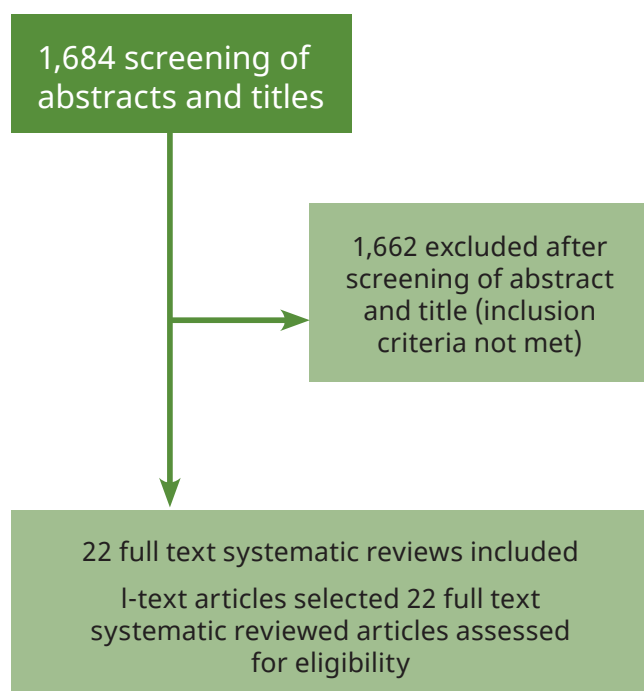 1,684 screening of
abstracts and titles
1,662 excluded after
screening of abstract
and title (inclusion
criteria not met)
22 full text systematic reviews included
l-text articles selected 22 full text
systematic reviewed articles assessed
for eligibility